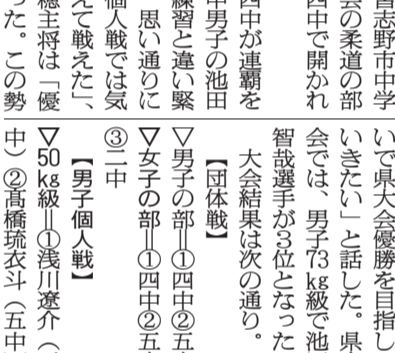 習志野市中学
会の柔道の部
四中で開かれ
四中が連覇を
中男子の池田
練習と違い緊
思い通りに
個人戦では気
えて戦えた」、
穂主将は「優
った。この勢
いで県大会優勝を目指し
いきたい」と話した。県
会では、男子73kg級で池
智哉選手が3位となった
大会結果は次の通り。
【団体戦】
▽男子の部=①四中②五
▽女子の部=①四中②五
③二中
【男子個人戦】
▽50kg級=①浅川遼介(
中)②髙橋琉衣斗(五中